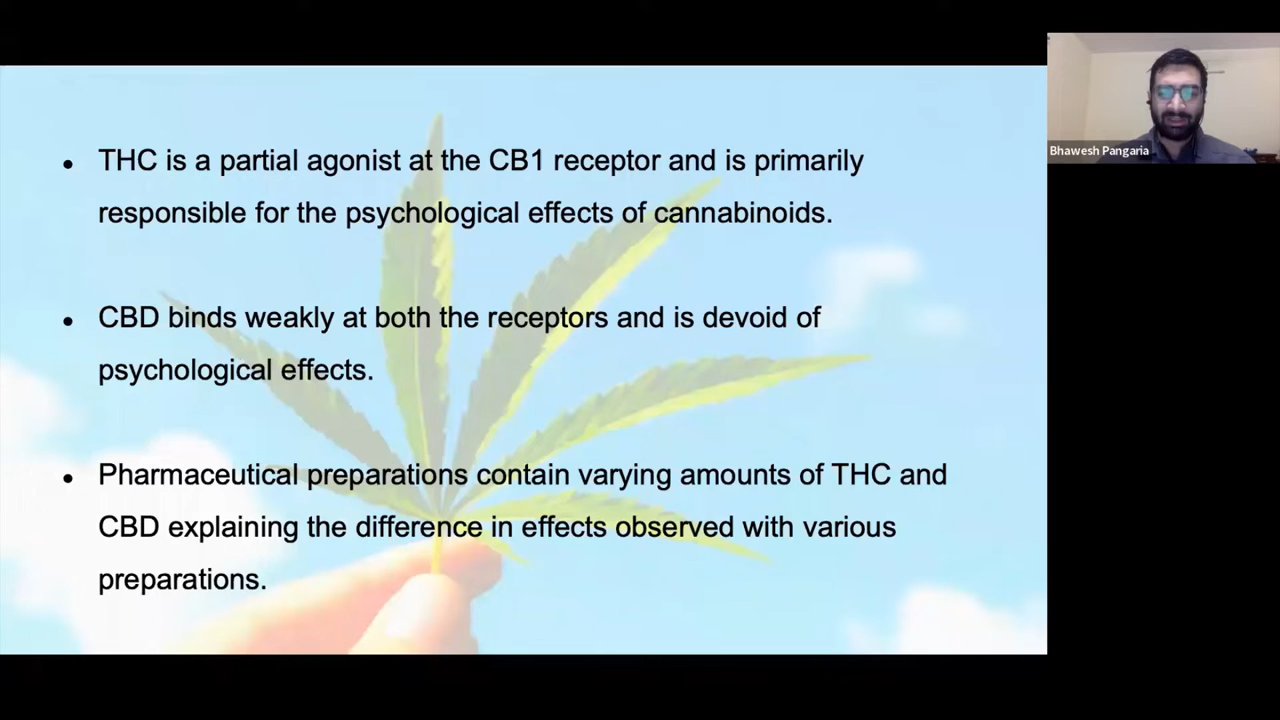 • THC is a partial agonist at the CB1 receptor and is primarily
responsible for the psychological effects of cannabinoids.
• CBD binds weakly at both the receptors and is devoid of
psychological effects.
• Pharmaceutical preparations contain varying amounts of THC and
CBD explaining the difference in effects observed with various
preparations.
Bhawesh Pangaria